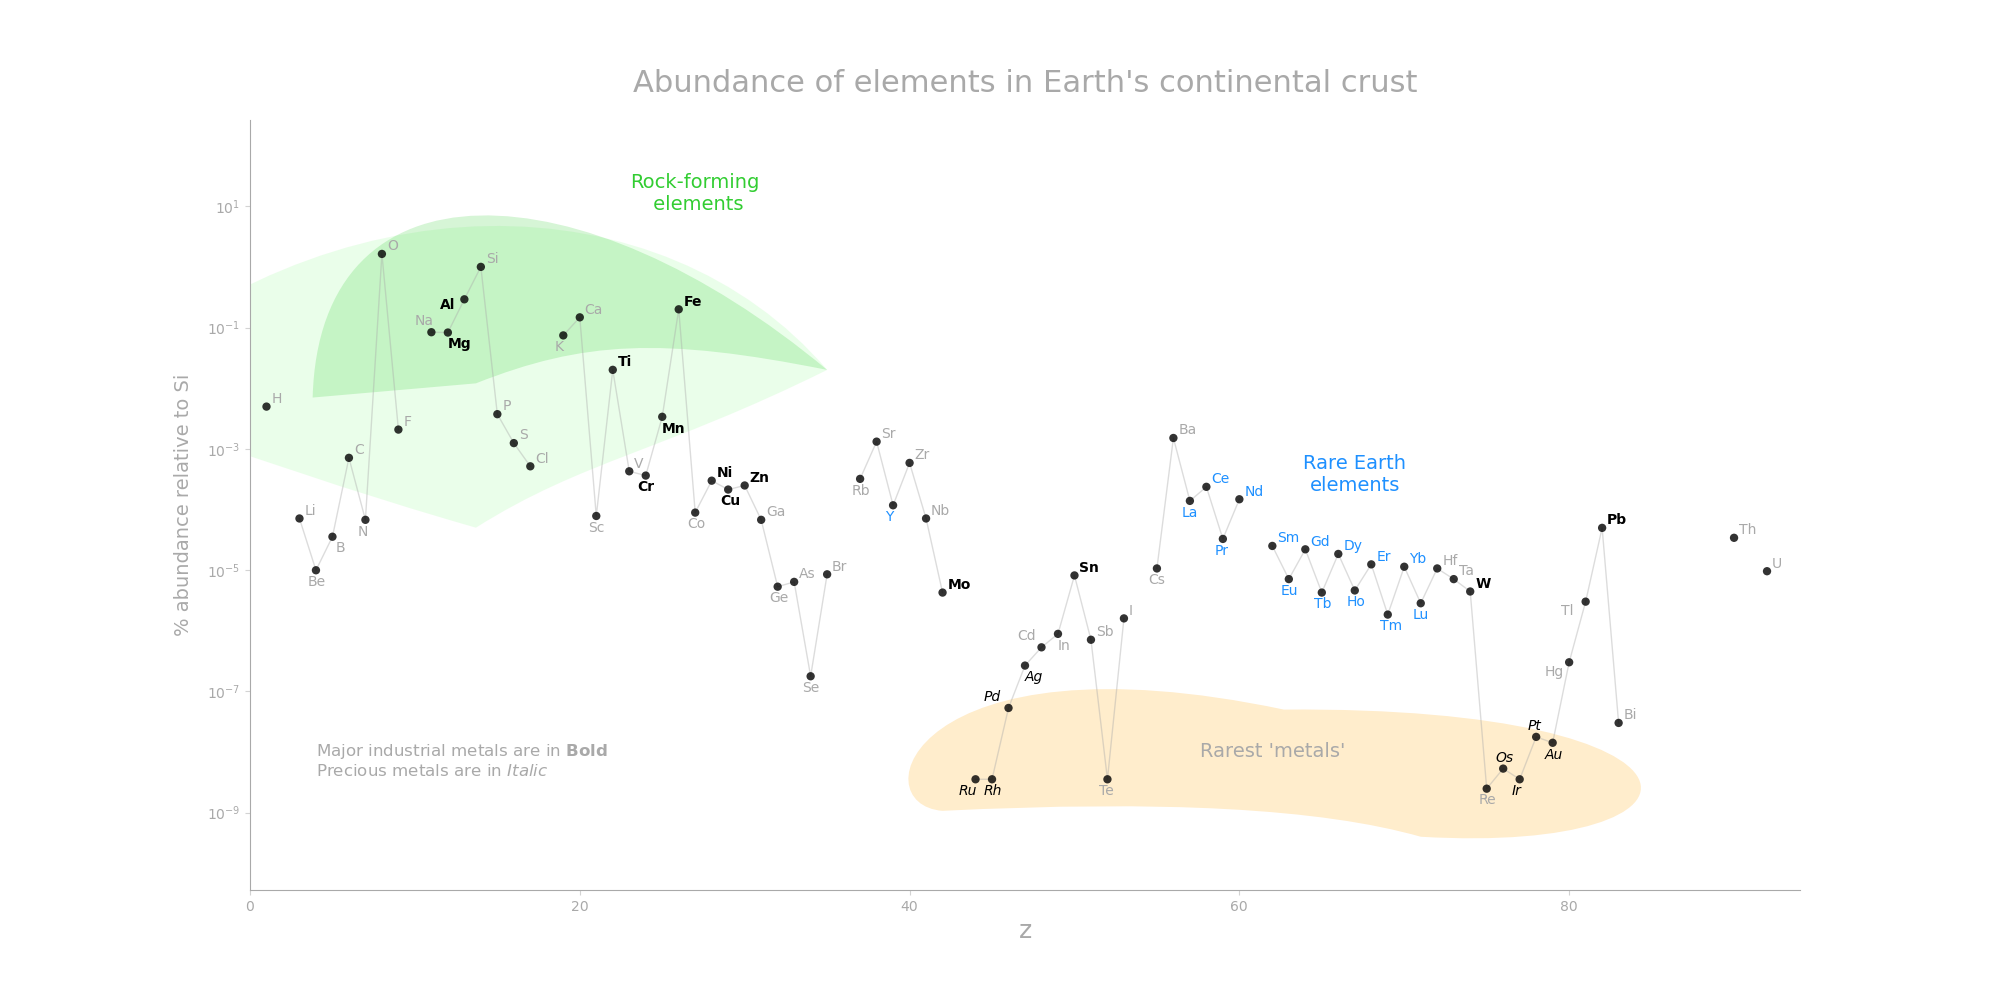 Abundance of elements in Earth's continental crust
% abundance relative to Si
10¹
10⁻¹
10⁻³
10⁻⁵
10⁻⁷
10⁻⁹
Rock-forming
elements
H
Li
Be
B
C
N
O
F
Na
Mg
Al
Si
P
S
Cl
K
Ca
Sc
Ti
V
Cr
Mn
Fe
Co
Ni
Cu
Zn
Ga
Ge
As
Se
Br
Rb
Sr
Y
Zr
Nb
Mo
Ru
Rh
Pd
Ag
Cd
In
Sn
Sb
Te
I
Cs
Ba
La
Ce
Pr
Nd
Rare Earth
elements
Sm
Eu
Gd
Tb
Dy
Ho
Er
Tm
Yb
Lu
Hf
Ta
W
Re
Os
Ir
Pt
Au
Hg
Tl
Pb
Bi
Th
U
Rarest 'metals'
Major industrial metals are in Bold
Precious metals are in Italic
0
20
40
60
80
z